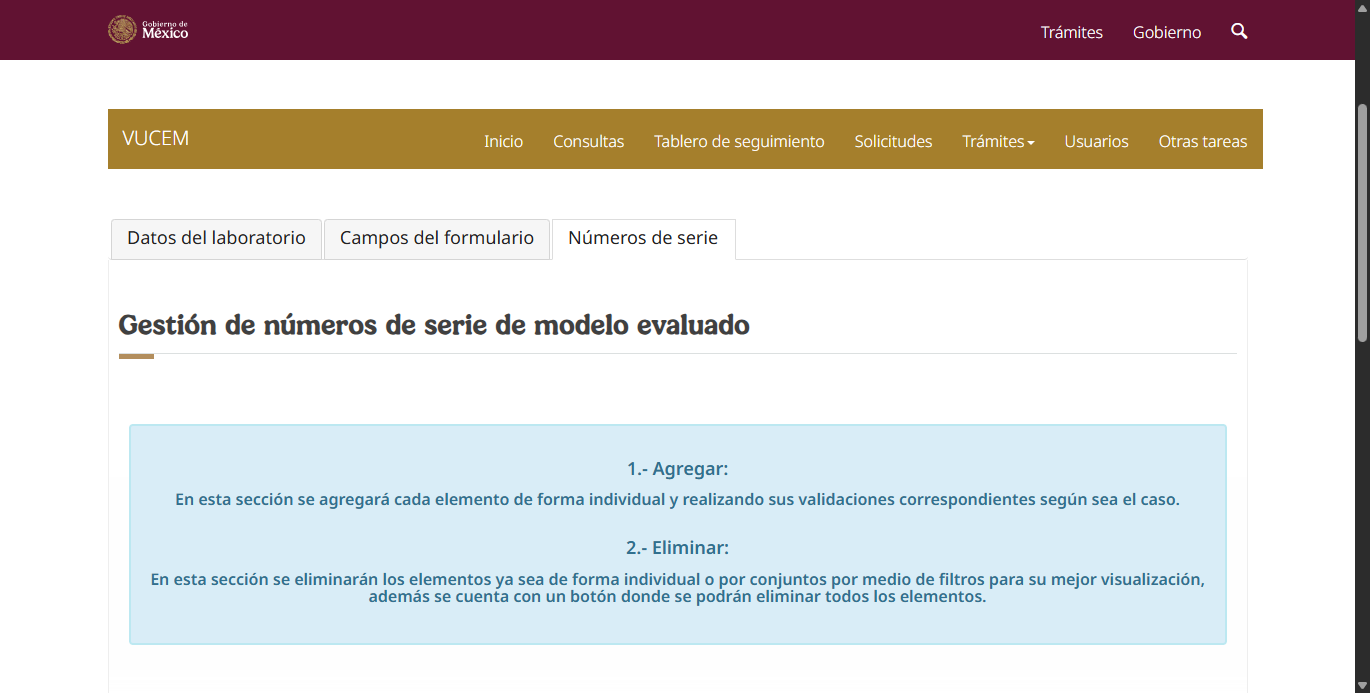 Gobierno de
México
Trámites
Gobierno
VUCEM
Inicio
Consultas
Tablero de seguimiento
Solicitudes
Trámites
Usuarios
Otras tareas
Datos del laboratorio
Campos del formulario
Números de serie
Gestión de números de serie de modelo evaluado
1.- Agregar:
En esta sección se agregará cada elemento de forma individual y realizando sus validaciones correspondientes según sea el caso.
2.- Eliminar:
En esta sección se eliminarán los elementos ya sea de forma individual o por conjuntos por medio de filtros para su mejor visualización,
además se cuenta con un botón donde se podrán eliminar todos los elementos.